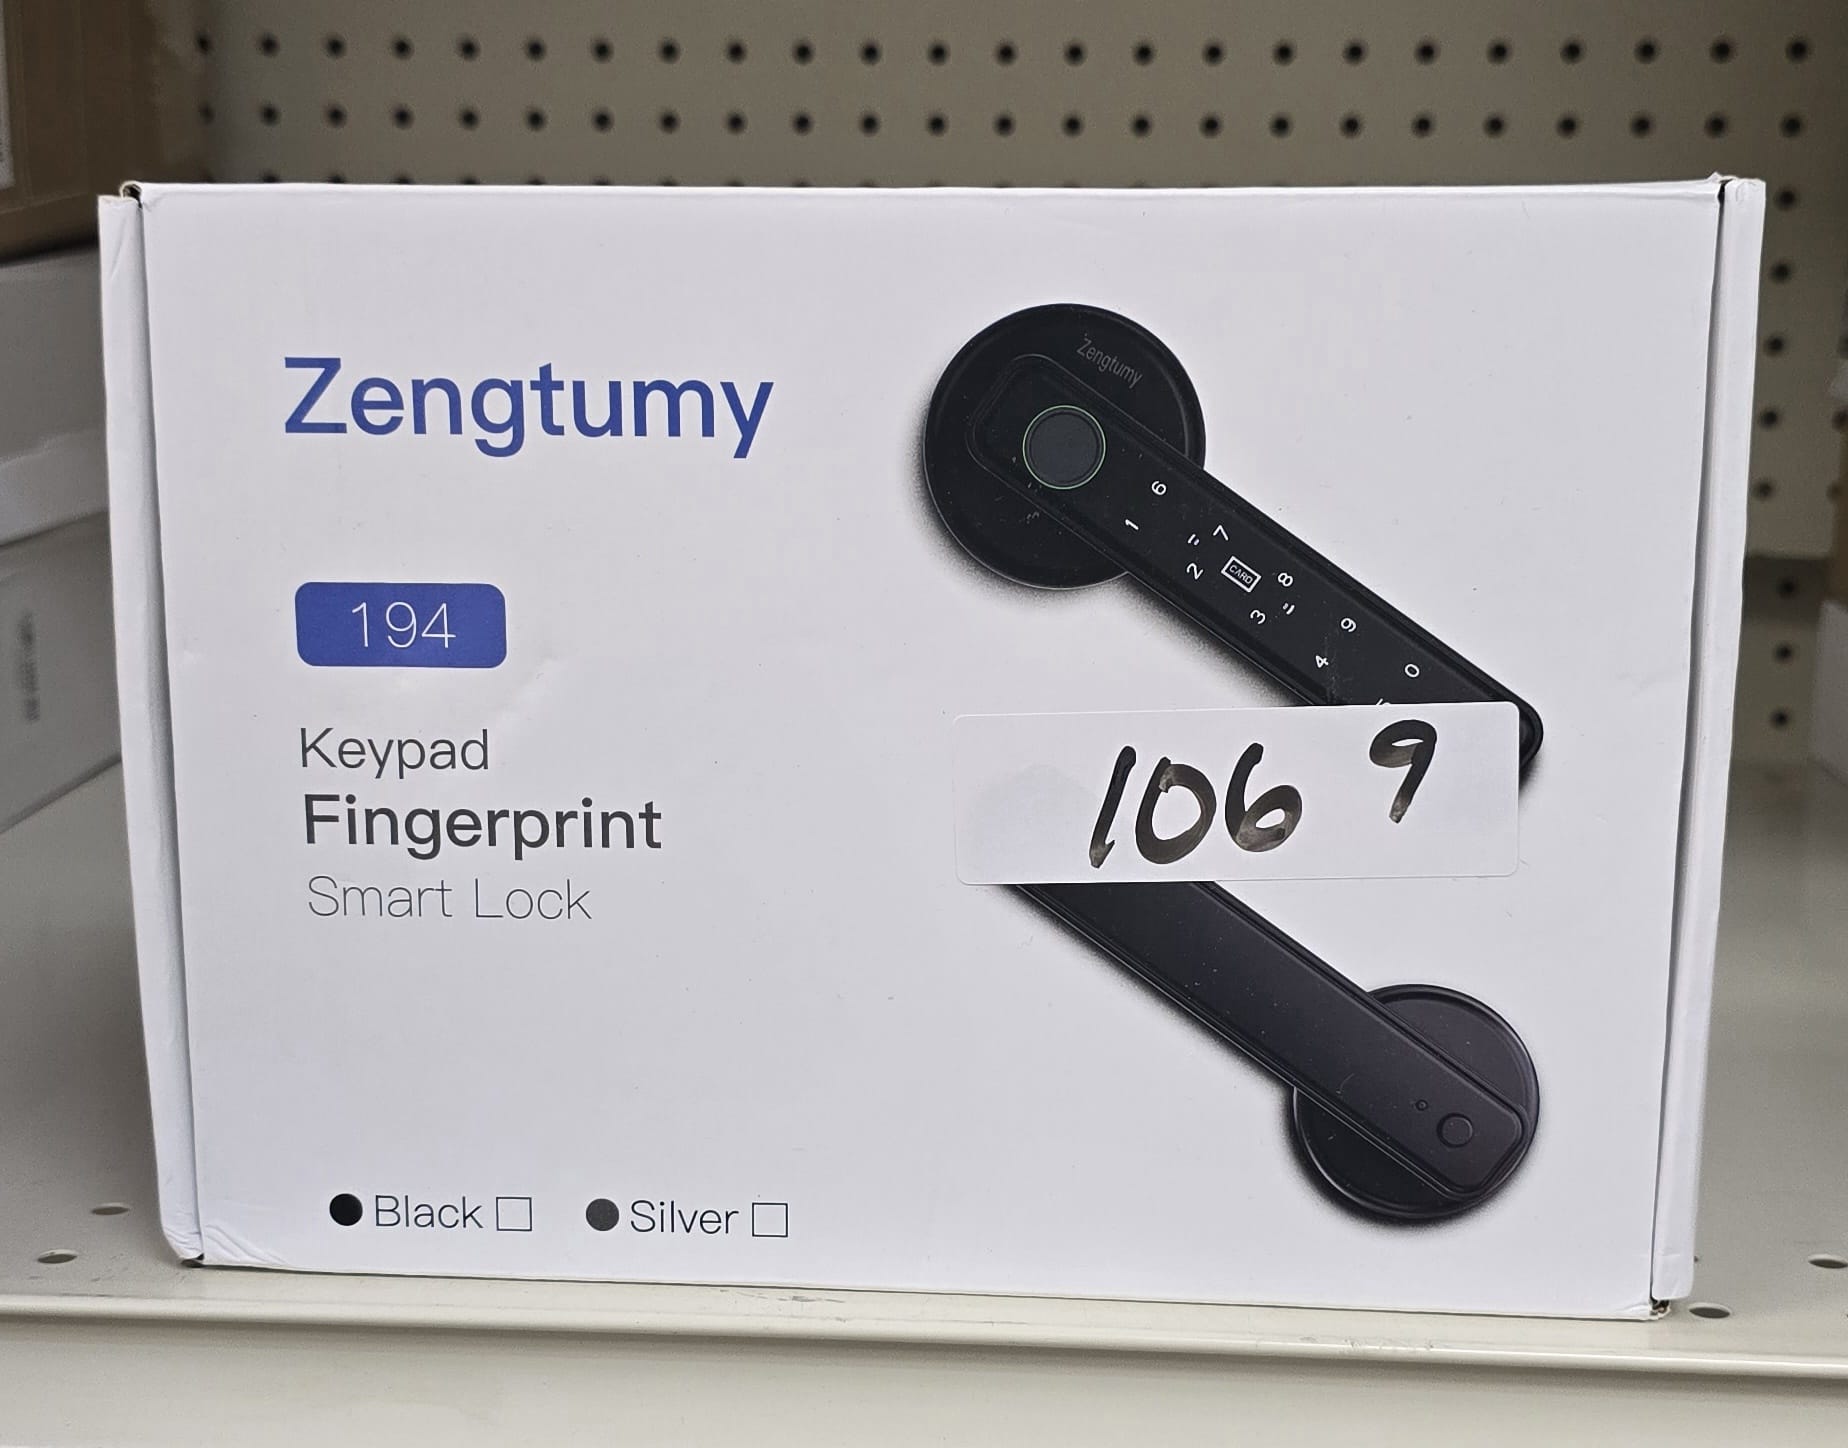 Zengtumy
194
Keypad
Fingerprint
Smart Lock
Black
Silver
Zengtumy
6
1
7
2
CARD
8
3
9
4
0
106 9